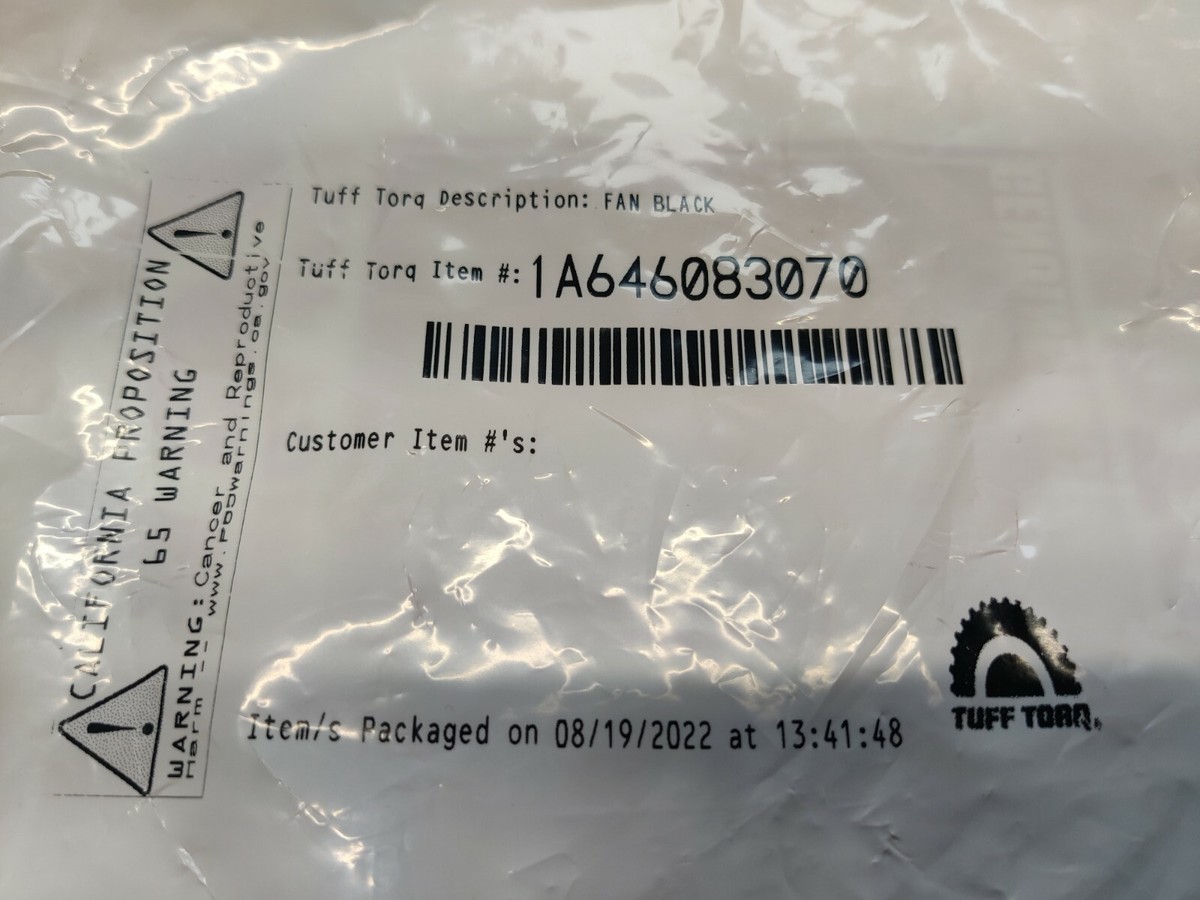 Tuff Torq Description: FAN BLACK
Tuff Torq Item #: 1A646083070
Customer Item #'s:
Item/s Packaged on 08/19/2022 at 13:41:48
TUFF TORQ
CALIFORNIA PROPOSITION
65 WARNING
WARNING: Cancer and Reproductive
Harm -- www.P65Warnings.ca.gov